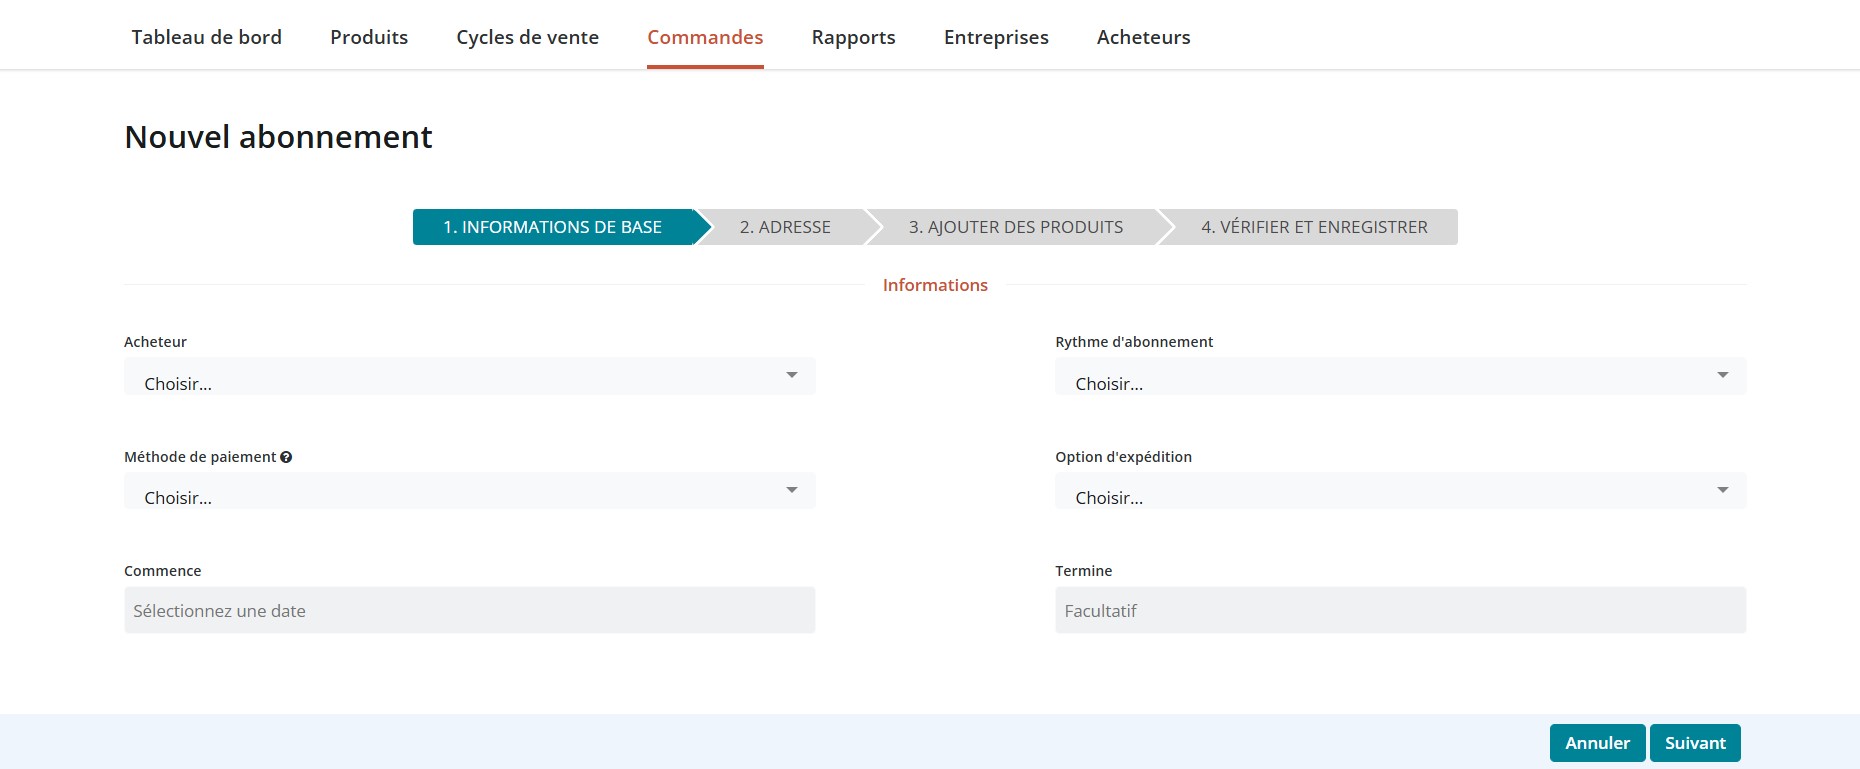 Tableau de bord Produits Cycles de vente Commandes Rapports Entreprises Acheteurs
Nouvel abonnement
1. INFORMATIONS DE BASE 2. ADRESSE 3. AJOUTER DES PRODUITS 4. VÉRIFIER ET ENREGISTRER
Informations
Acheteur Rythme d'abonnement
Choisir... Choisir...
Méthode de paiement Option d'expédition
Choisir... Choisir...
Commence Termine
Sélectionnez une date Facultatif
Annuler Suivant